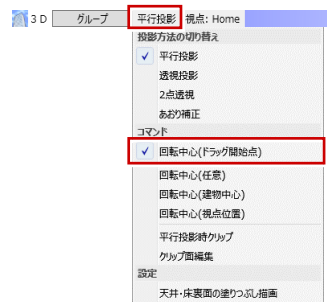 3D グループ 平行投影 視点: Home
投影方法の切り替え
平行投影
透視投影
2点透視
あおり補正
コマンド
回転中心(ドラッグ開始点)
回転中心(任意)
回転中心(建物中心)
回転中心(視点位置)
平行投影時クリップ
クリップ面編集
設定
天井・床裏面の塗りつぶし描画